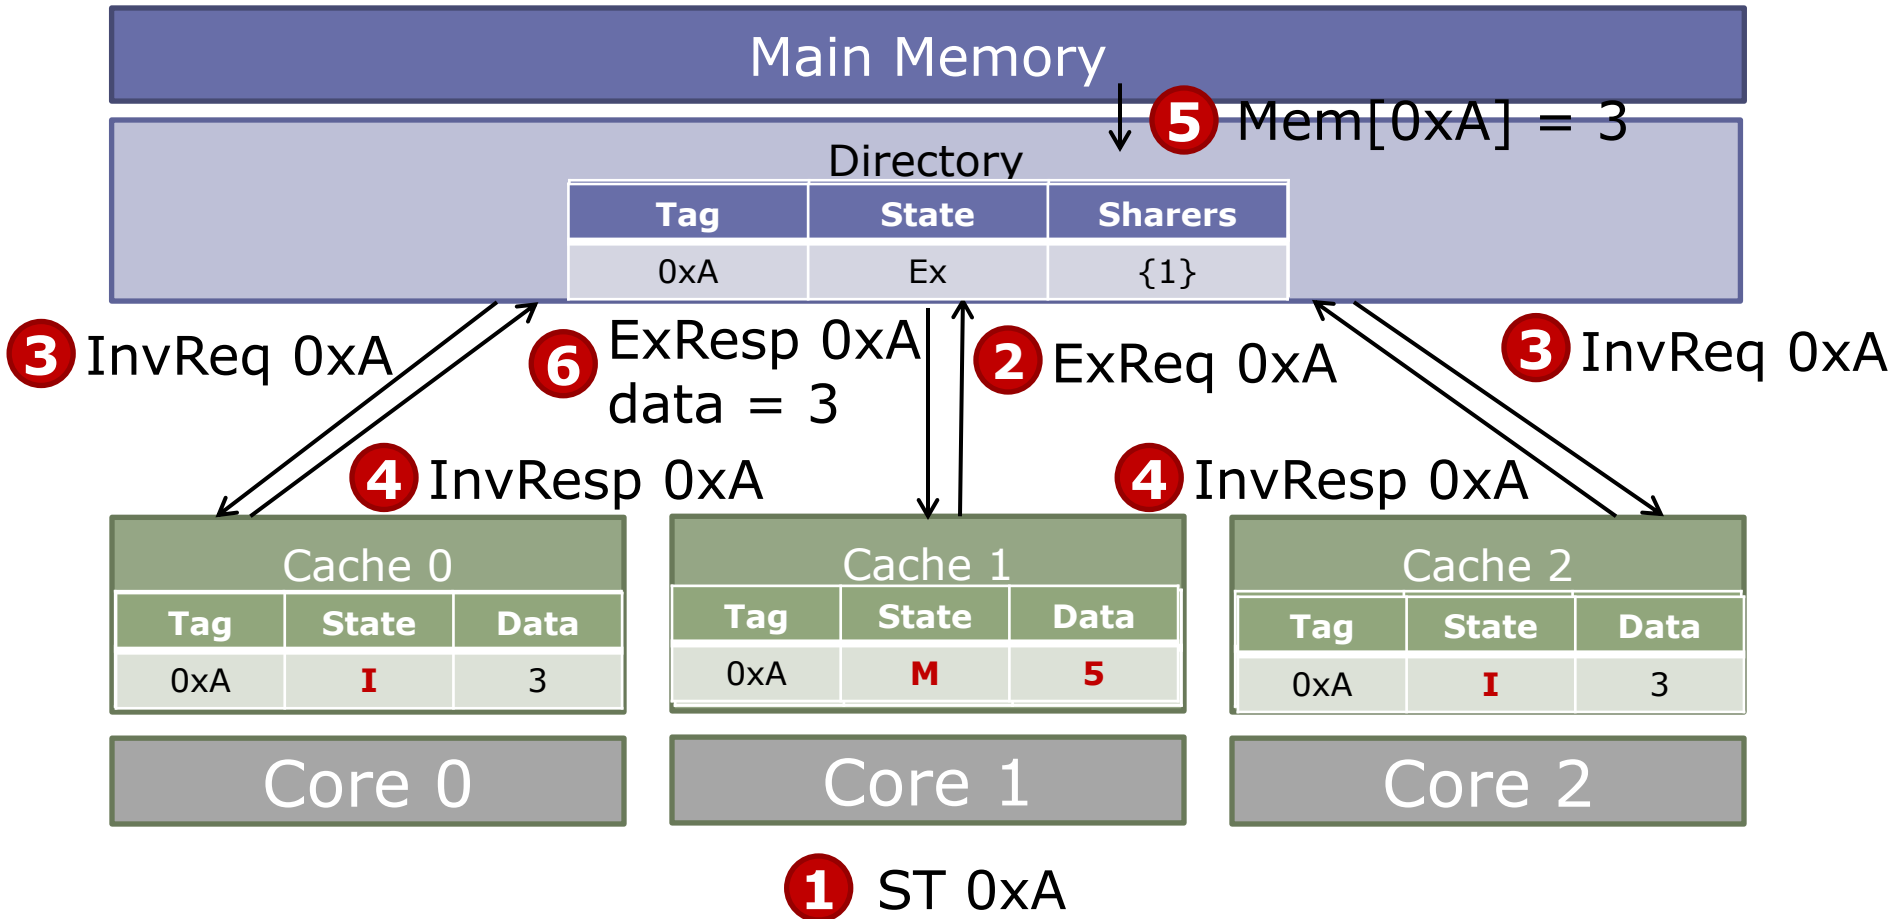 Main Memory
5 Mem[0xA] = 3
Directory
Tag State Sharers
0xA Ex {1}
3 InvReq 0xA
6 ExResp 0xA
data = 3
2 ExReq 0xA
3 InvReq 0xA
4 InvResp 0xA
4 InvResp 0xA
Cache 0
Tag State Data
0xA I 3
Cache 1
Tag State Data
0xA M 5
Cache 2
Tag State Data
0xA I 3
Core 0
Core 1
Core 2
1 ST 0xA